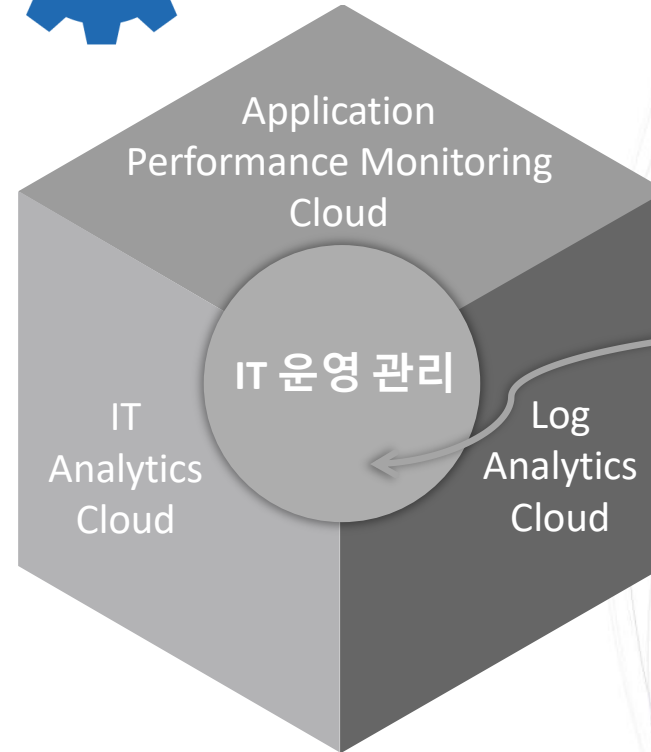 Application
Performance Monitoring
Cloud
IT 운영 관리
IT
Analytics
Cloud
Log
Analytics
Cloud